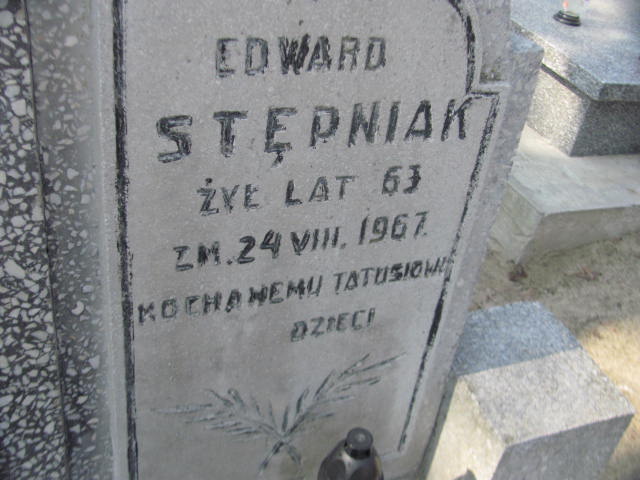 EDWARD
STĘPNIAK
ŻYŁ LAT 63
ZM. 24 VIII. 1967.
KOCHANEMU TATUSIOWI
DZIECI